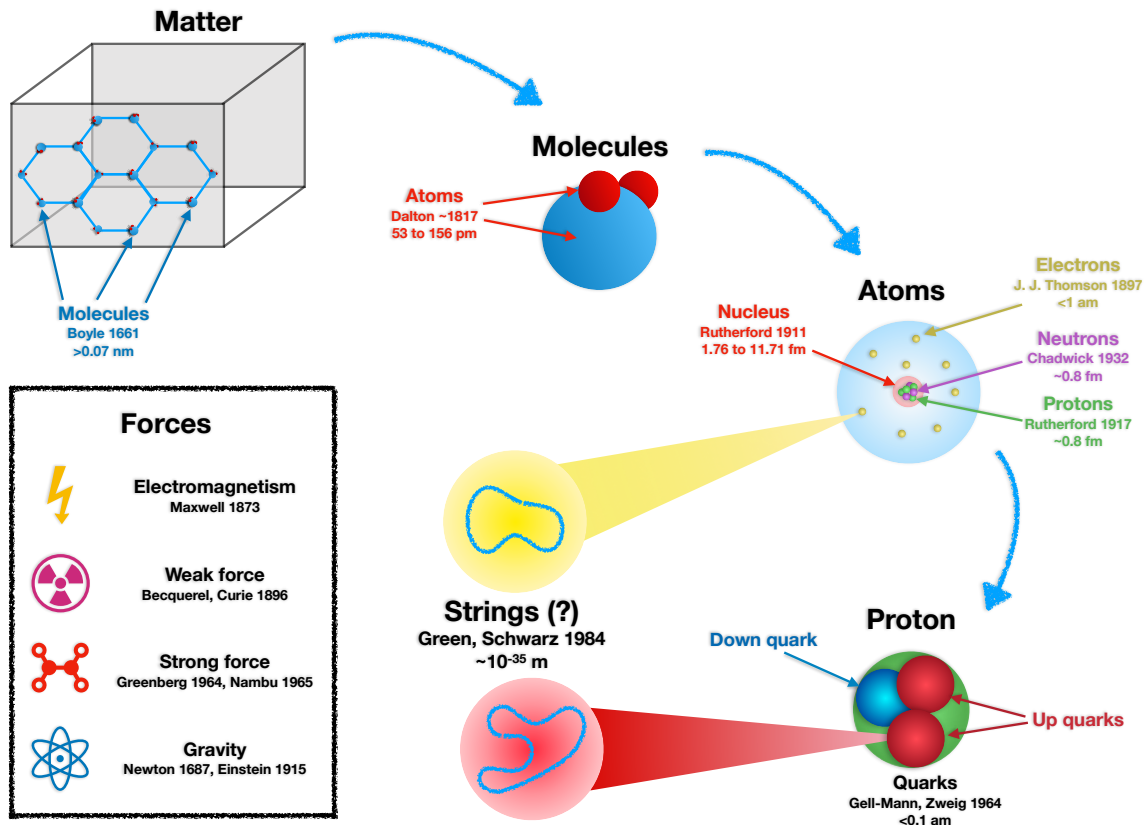 Matter
Molecules
Boyle 1661
>0.07 nm
Molecules
Atoms
Dalton ~1817
53 to 156 pm
Atoms
Electrons
J. J. Thomson 1897
<1 am
Nucleus
Rutherford 1911
1.76 to 11.71 fm
Neutrons
Chadwick 1932
~0.8 fm
Protons
Rutherford 1917
~0.8 fm
Forces
Electromagnetism
Maxwell 1873
Weak force
Becquerel, Curie 1896
Strong force
Greenberg 1964, Nambu 1965
Gravity
Newton 1687, Einstein 1915
Strings (?)
Green, Schwarz 1984
~10⁻³⁵ m
Proton
Down quark
Up quarks
Quarks
Gell-Mann, Zweig 1964
<0.1 am